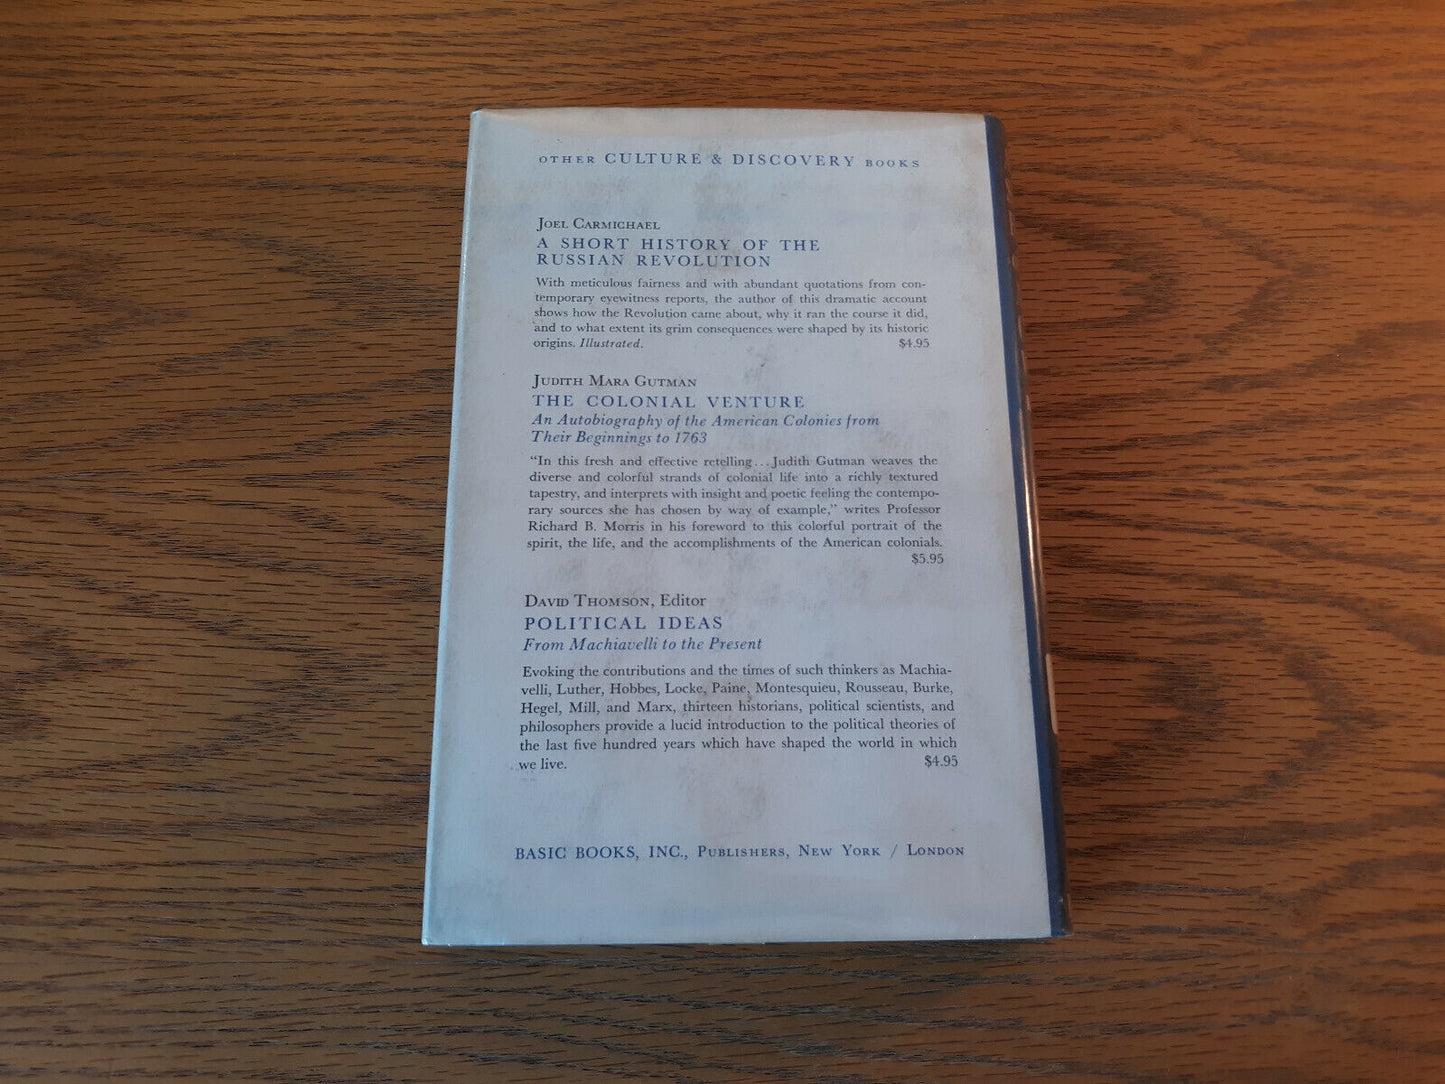 OTHER CULTURE & DISCOVERY BOOKS
JOEL CARMICHAEL
A SHORT HISTORY OF THE
RUSSIAN REVOLUTION
With meticulous fairness and with abundant quotations from con-
temporary eyewitness reports, the author of this dramatic account
shows how the Revolution came about, why it ran the course it did,
and to what extent its grim consequences were shaped by its historic
origins. Illustrated. $4.95
JUDITH MARA GUTMAN
THE COLONIAL VENTURE
An Autobiography of the American Colonies from
Their Beginnings to 1763
“In this fresh and effective retelling...Judith Gutman weaves the
diverse and colorful strands of colonial life into a richly textured
tapestry, and interprets with insight and poetic feeling the contempo-
rary sources she has chosen by way of example,” writes Professor
Richard B. Morris in his foreword to this colorful portrait of the
spirit, the life, and the accomplishments of the American colonials.
$5.95
DAVID THOMSON, Editor
POLITICAL IDEAS
From Machiavelli to the Present
Evoking the contributions and the times of such thinkers as Machia-
velli, Luther, Hobbes, Locke, Paine, Montesquieu, Rousseau, Burke,
Hegel, Mill, and Marx, thirteen historians, political scientists, and
philosophers provide a lucid introduction to the political theories of
the last five hundred years which have shaped the world in which
we live. $4.95
BASIC BOOKS, INC., PUBLISHERS, NEW YORK / LONDON